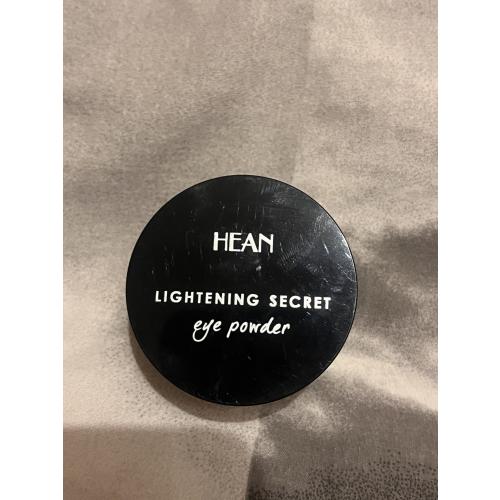 HEAN
LIGHTENING SECRET
eye powder